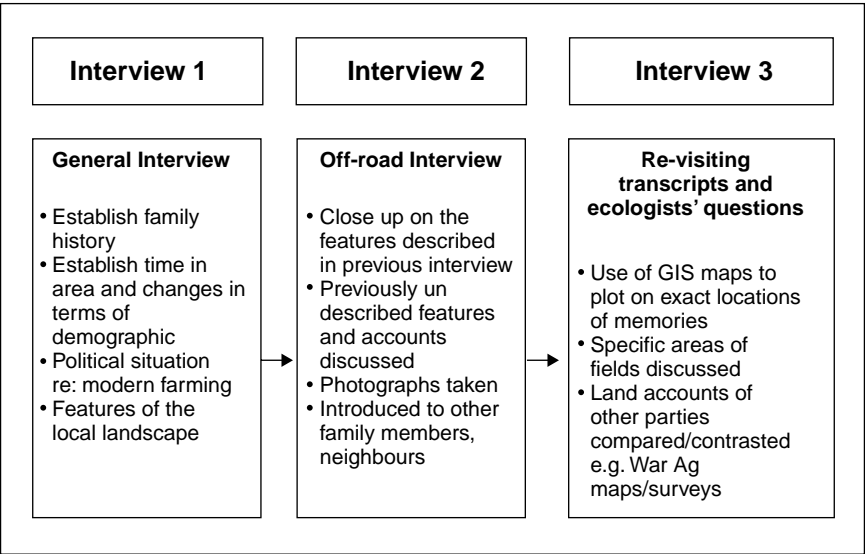 Interview 1
Interview 2
Interview 3
General Interview
• Establish family
history
• Establish time in
area and changes in
terms of
demographic
• Political situation
re: modern farming
• Features of the
local landscape
Off-road Interview
• Close up on the
features described
in previous interview
• Previously un
described features
and accounts
discussed
• Photographs taken
• Introduced to other
family members,
neighbours
Re-visiting
transcripts and
ecologists’ questions
• Use of GIS maps to
plot on exact locations
of memories
• Specific areas of
fields discussed
• Land accounts of
other parties
compared/contrasted
e.g. War Ag
maps/surveys